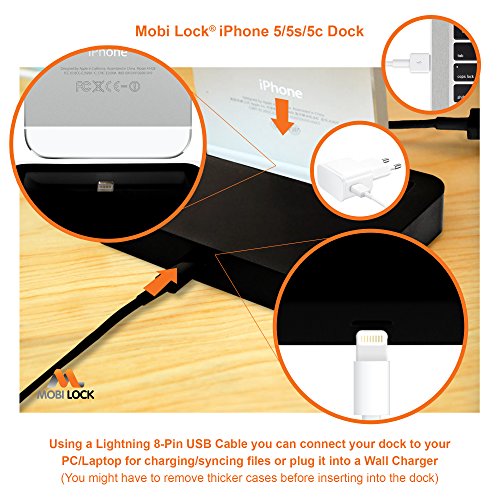 Mobi Lock® iPhone 5/5s/5c Dock
iPhone
iPhone
caps lock
MOBI LOCK
Using a Lightning 8-Pin USB Cable you can connect your dock to your
PC/Laptop for charging/syncing files or plug it into a Wall Charger
(You might have to remove thicker cases before inserting into the dock)